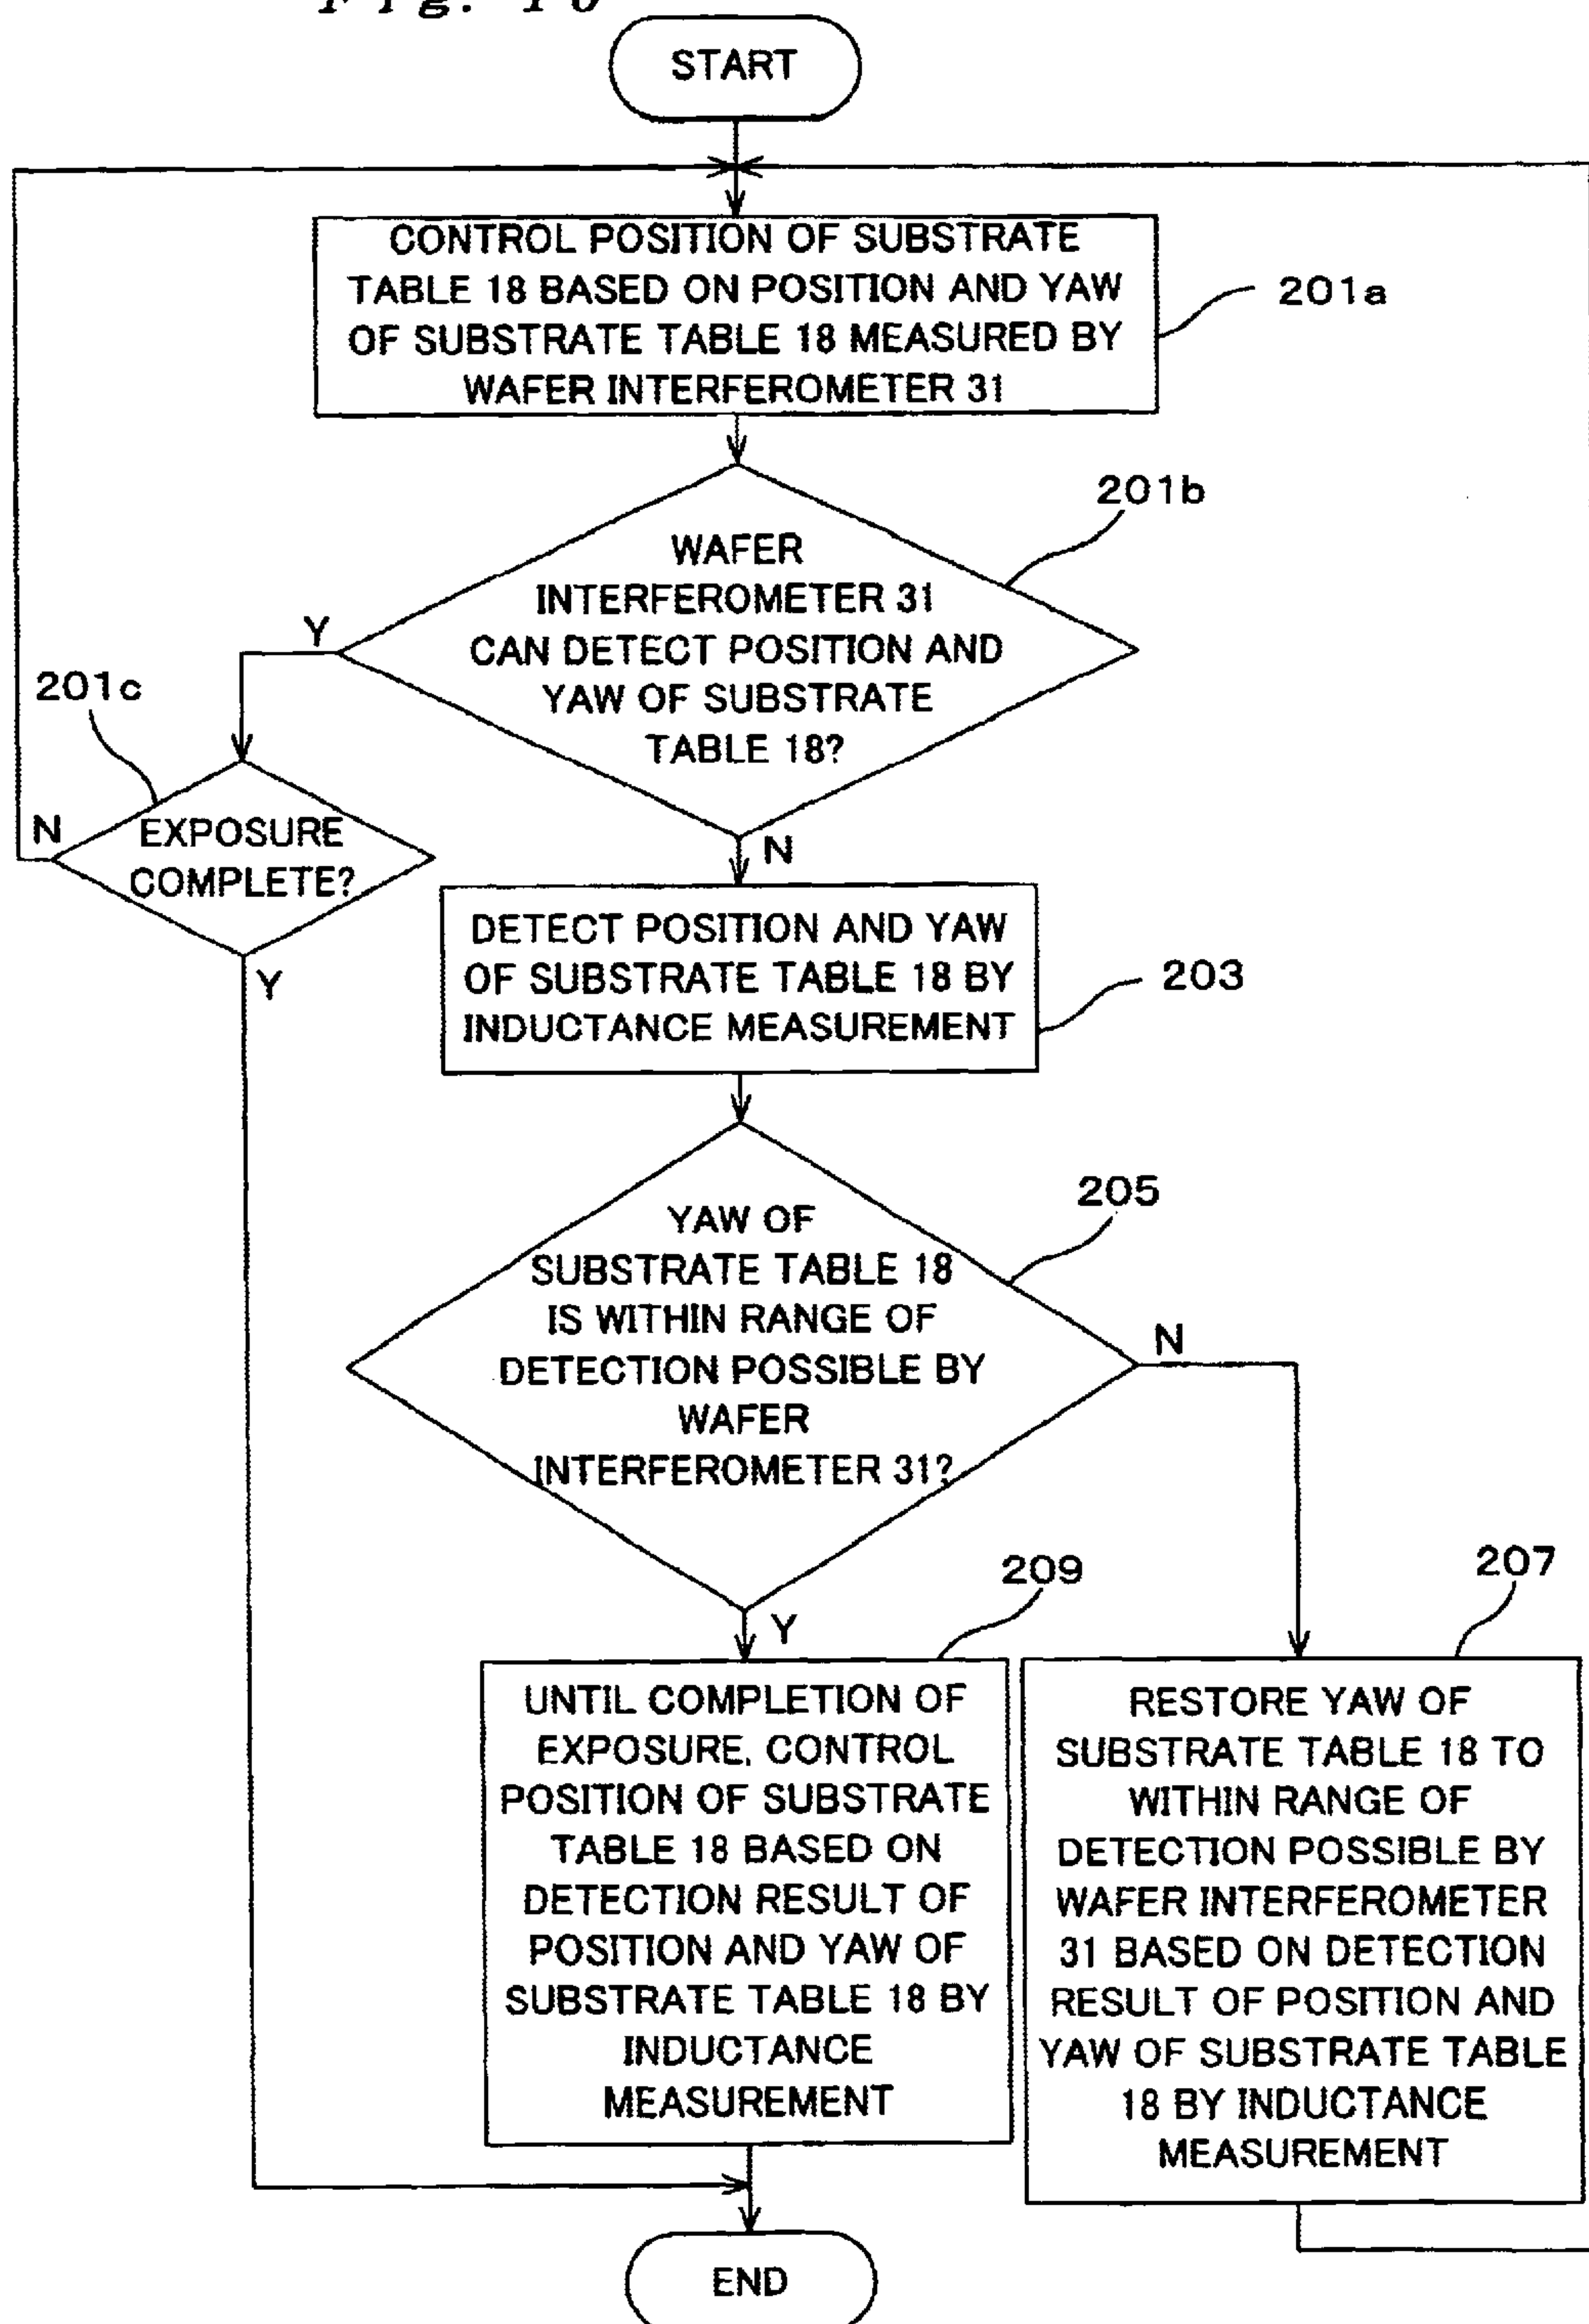 START
CONTROL POSITION OF SUBSTRATE
TABLE 18 BASED ON POSITION AND YAW
OF SUBSTRATE TABLE 18 MEASURED BY
WAFER INTERFEROMETER 31
201a
201b
WAFER
INTERFEROMETER 31
CAN DETECT POSITION AND
YAW OF SUBSTRATE
TABLE 18?
Y
201c
N
EXPOSURE
COMPLETE?
Y
N
DETECT POSITION AND YAW
OF SUBSTRATE TABLE 18 BY
INDUCTANCE MEASUREMENT
203
205
YAW OF
SUBSTRATE TABLE 18
IS WITHIN RANGE OF
DETECTION POSSIBLE BY
WAFER
INTERFEROMETER 31?
N
Y
209
UNTIL COMPLETION OF
EXPOSURE, CONTROL
POSITION OF SUBSTRATE
TABLE 18 BASED ON
DETECTION RESULT OF
POSITION AND YAW OF
SUBSTRATE TABLE 18 BY
INDUCTANCE
MEASUREMENT
207
RESTORE YAW OF
SUBSTRATE TABLE 18 TO
WITHIN RANGE OF
DETECTION POSSIBLE BY
WAFER INTERFEROMETER
31 BASED ON DETECTION
RESULT OF POSITION AND
YAW OF SUBSTRATE TABLE
18 BY INDUCTANCE
MEASUREMENT
END